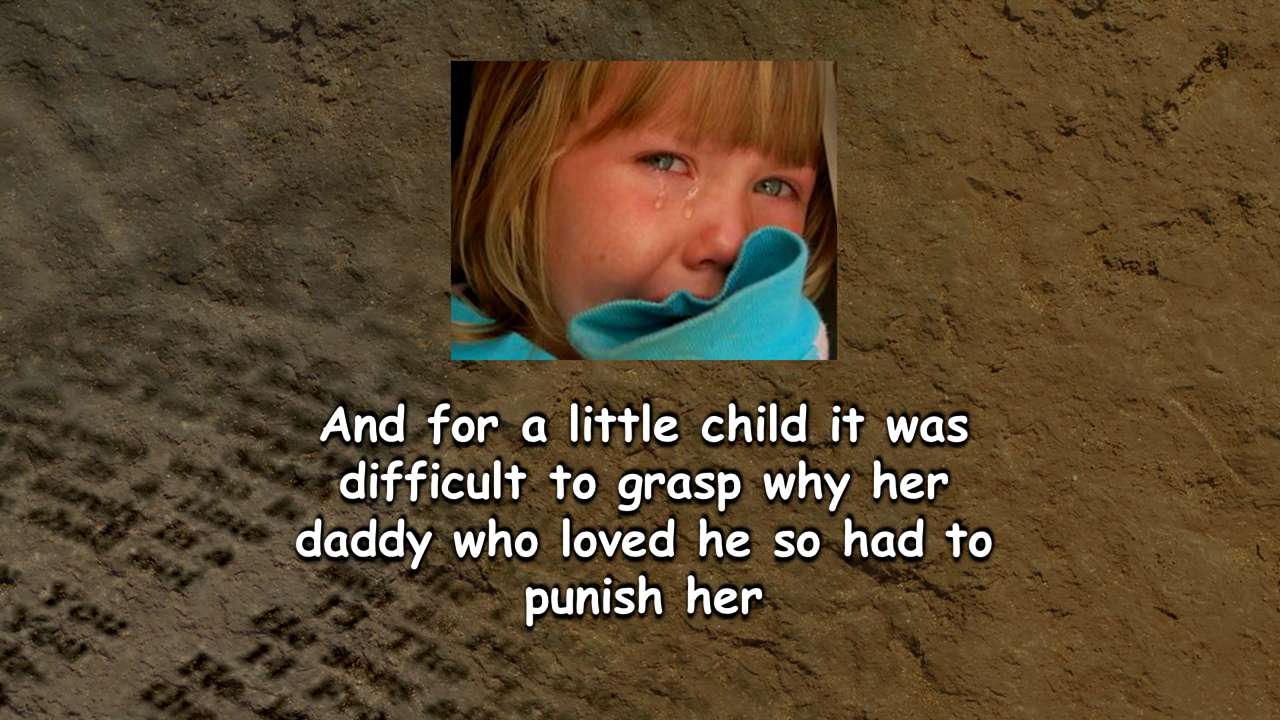 And for a little child it was
difficult to grasp why her
daddy who loved he so had to
punish her